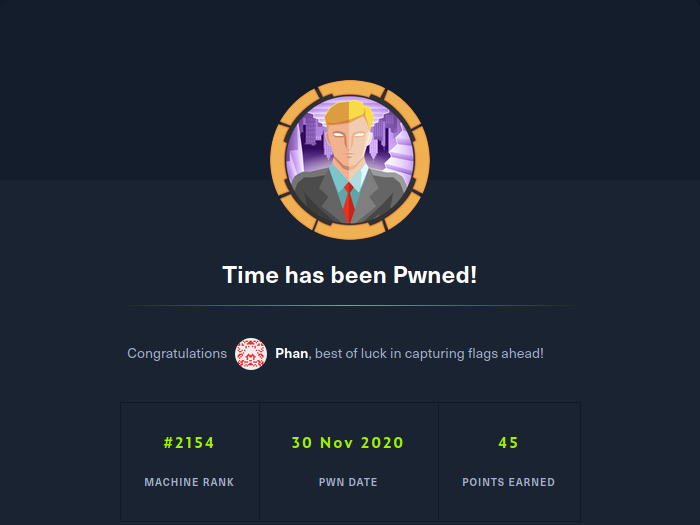 Time has been Pwned!
Congratulations Phan, best of luck in capturing flags ahead!
#2154 30 Nov 2020 45
MACHINE RANK PWN DATE POINTS EARNED